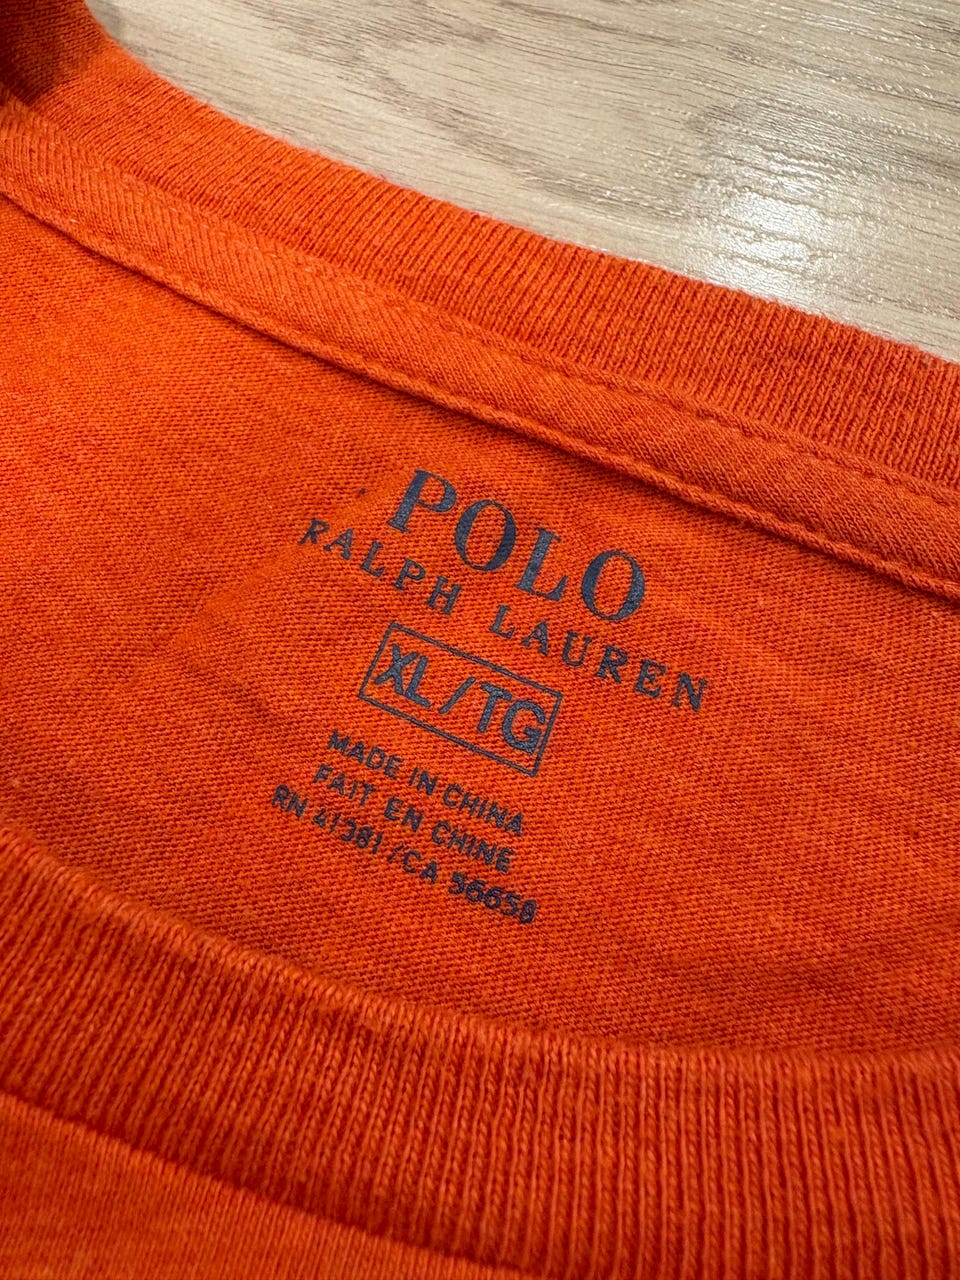 POLO
RALPH LAUREN
XL/TG
MADE IN CHINA
FAIT EN CHINE
RN 41381 /CA 56658